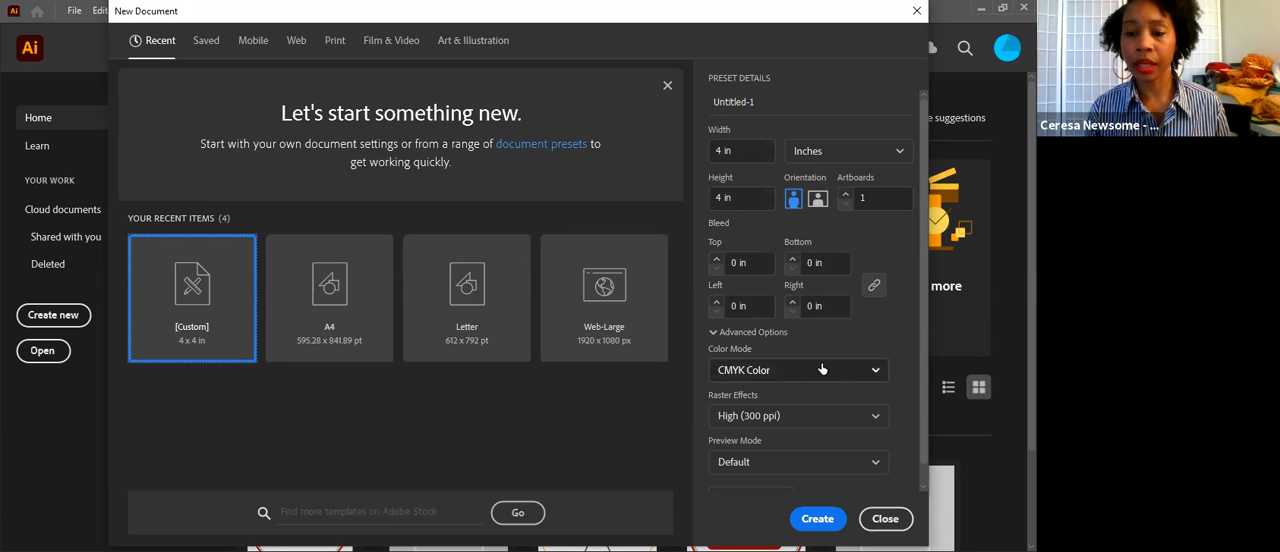 Ai
File
Edit
New Document
Ai
Recent
Saved
Mobile
Web
Print
Film & Video
Art & Illustration
Home
Learn
YOUR WORK
Cloud documents
Shared with you
Deleted
Create new
Open
Let's start something new.
Start with your own document settings or from a range of document presets to
get working quickly.
YOUR RECENT ITEMS (4)
[Custom]
4 x 4 in
A4
595.28 x 841.89 pt
Letter
612 x 792 pt
Web-Large
1920 x 1080 px
Find more templates on Adobe Stock
Go
PRESET DETAILS
Untitled-1
Width
4 in
Inches
Height
Orientation
Artboards
4 in
1
Bleed
Top
Bottom
0 in
0 in
Left
Right
0 in
0 in
Advanced Options
Color Mode
CMYK Color
Raster Effects
High (300 ppi)
Preview Mode
Default
Create
Close
suggestions
more
Ceresa Newsome - ...